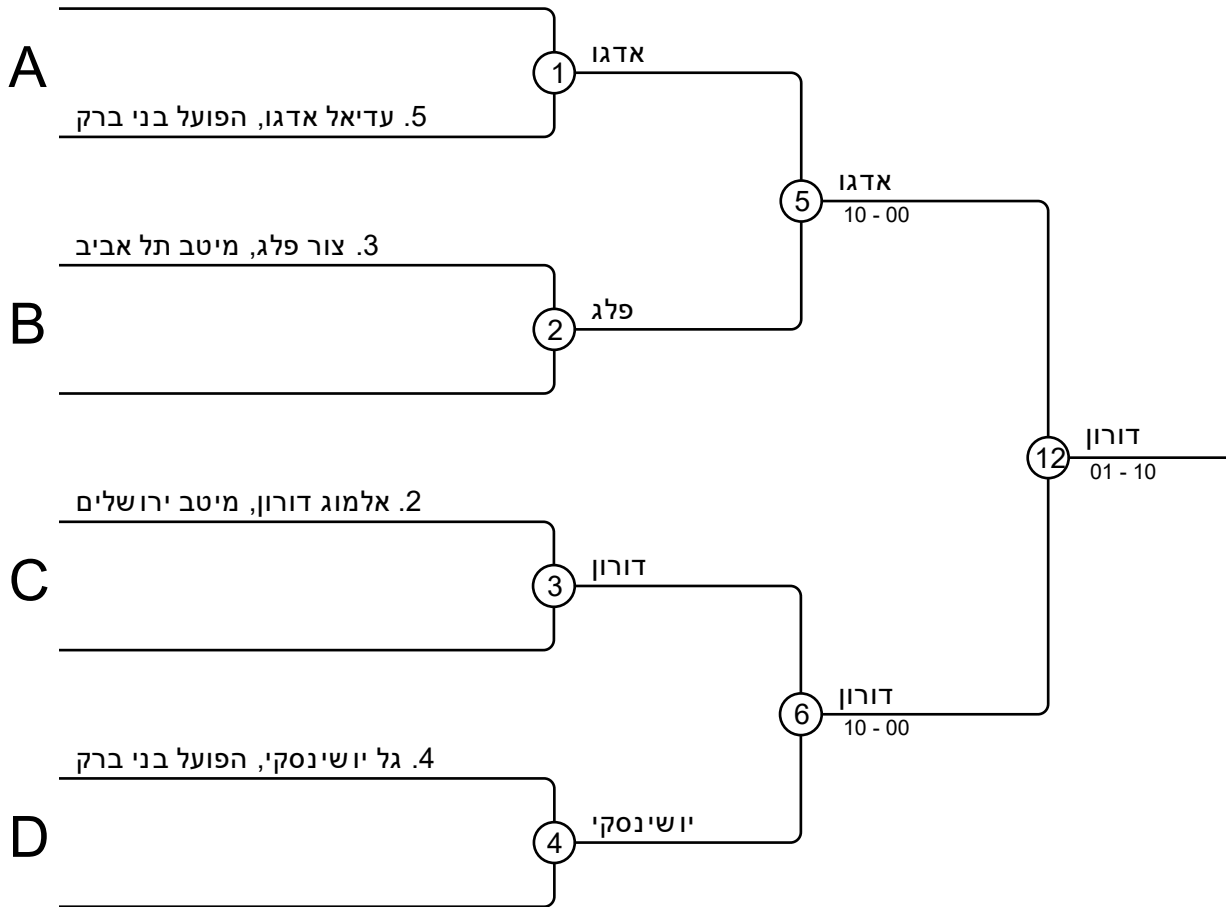 A
1
אדגו
5. עדיאל אדגו, הפועל בני ברק
5
אדגו
10 - 00
3. צור פלג, מיטב תל אביב
B
2
פלג
12
דורון
01 - 10
2. אלמוג דורון, מיטב ירושלים
C
3
דורון
6
דורון
10 - 00
4. גל יושינסקי, הפועל בני ברק
D
4
יושינסקי